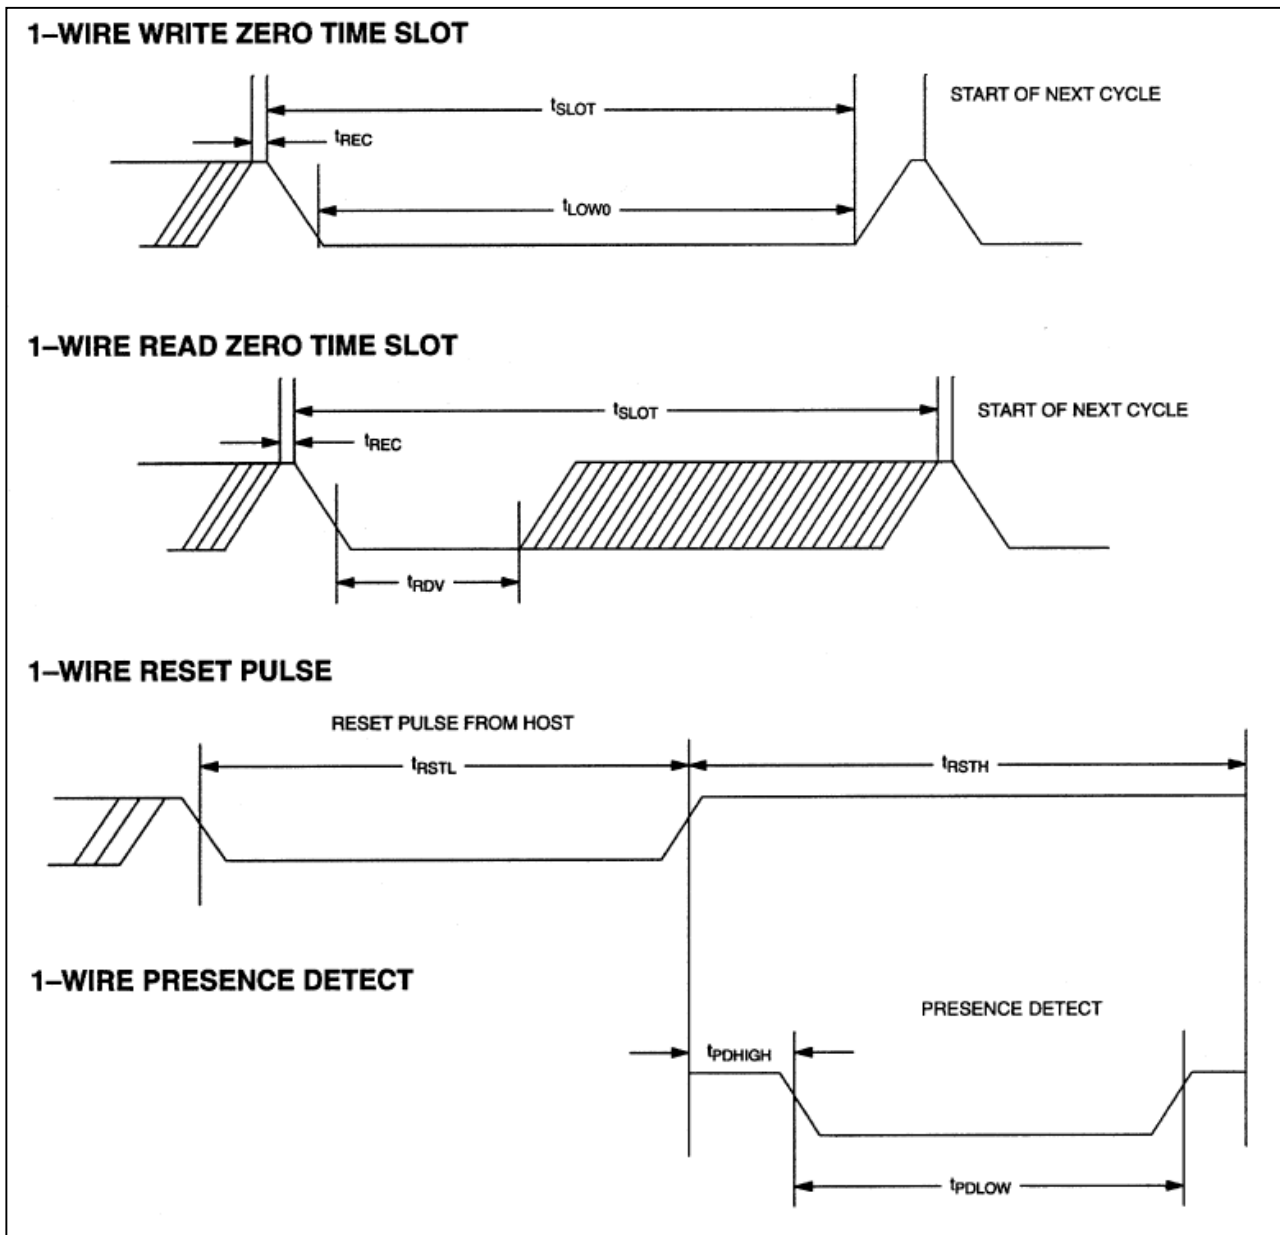 1–WIRE WRITE ZERO TIME SLOT
tSLOT
START OF NEXT CYCLE
tREC
tLOW0
1–WIRE READ ZERO TIME SLOT
tSLOT
START OF NEXT CYCLE
tREC
tRDV
1–WIRE RESET PULSE
RESET PULSE FROM HOST
tRSTL
tRSTH
1–WIRE PRESENCE DETECT
PRESENCE DETECT
tPDHIGH
tPDLOW